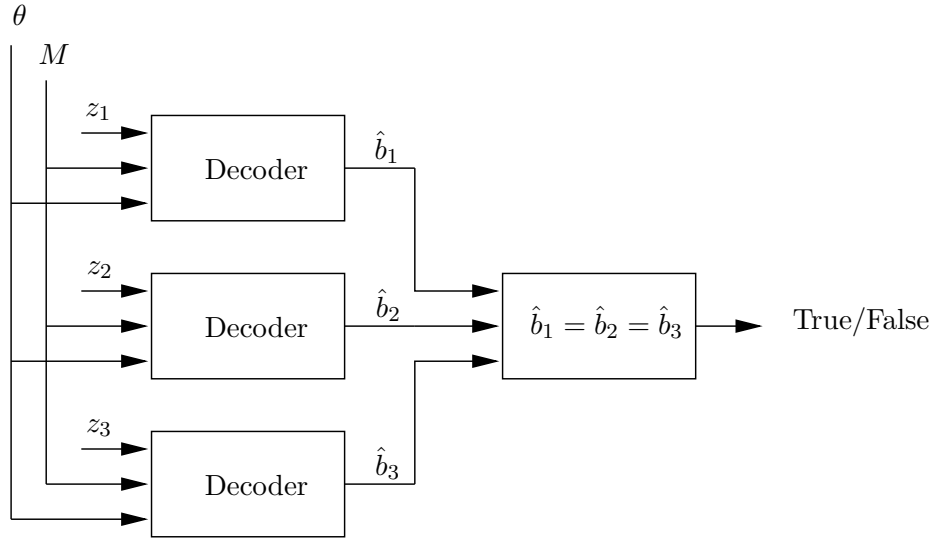 θ
M
z₁
Decoder
b̂₁
z₂
Decoder
b̂₂
b̂₁ = b̂₂ = b̂₃
True/False
z₃
Decoder
b̂₃